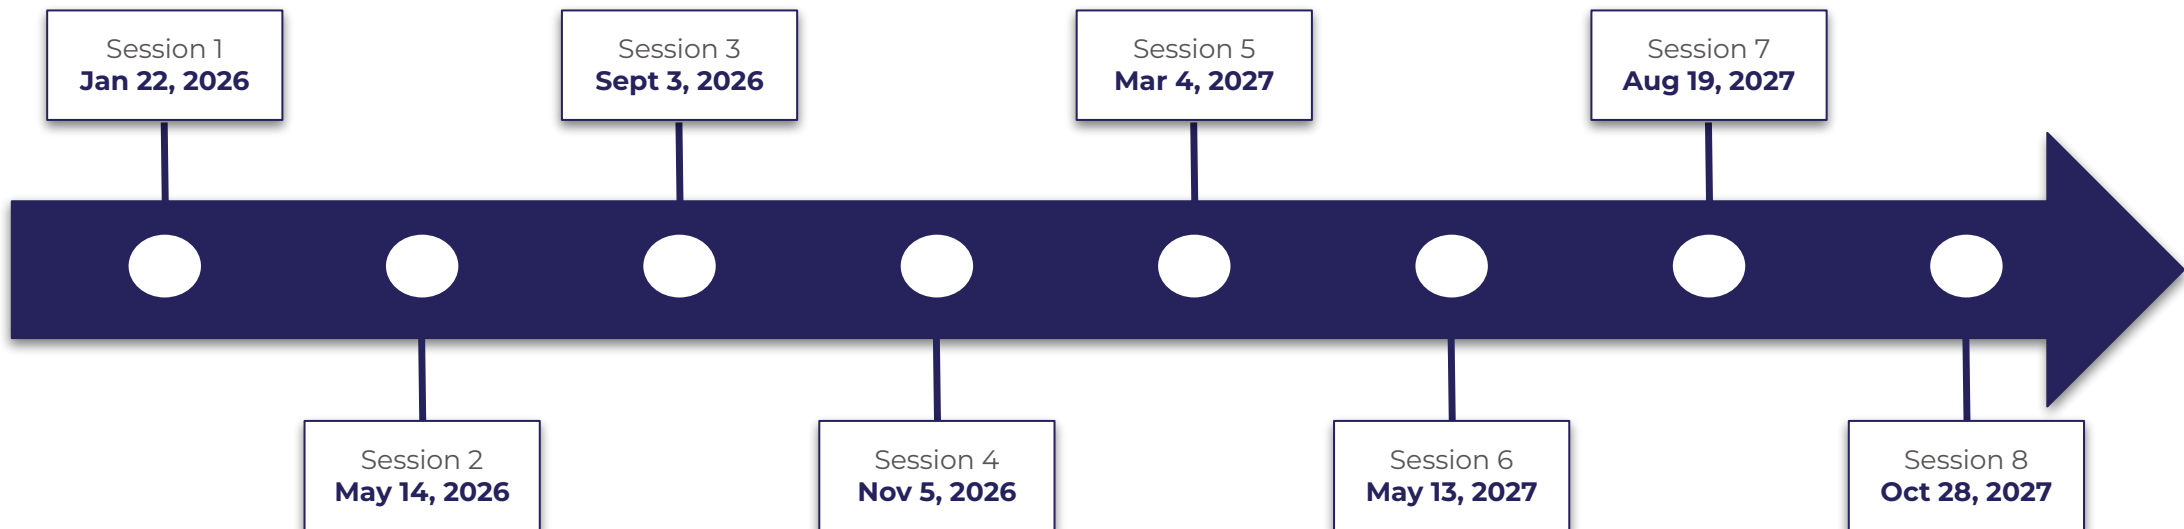 Session 1
Jan 22, 2026
Session 2
May 14, 2026
Session 3
Sept 3, 2026
Session 4
Nov 5, 2026
Session 5
Mar 4, 2027
Session 6
May 13, 2027
Session 7
Aug 19, 2027
Session 8
Oct 28, 2027